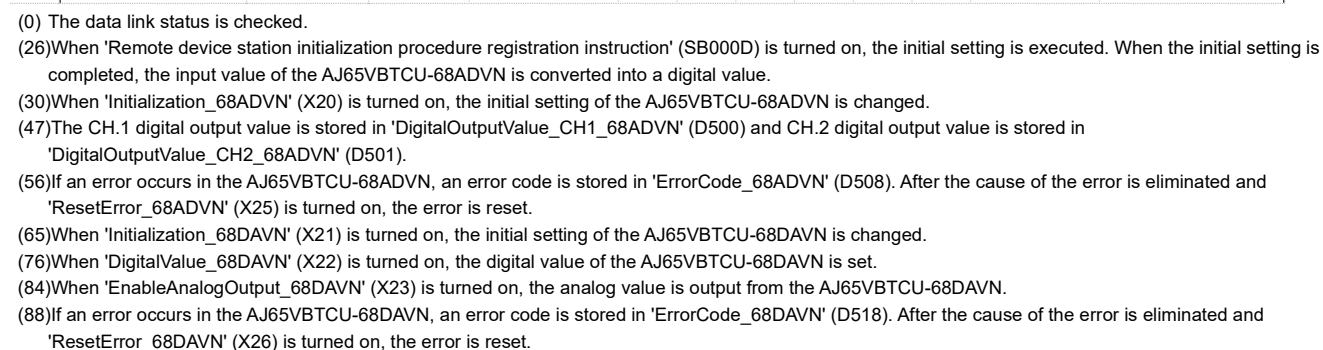 (0) The data link status is checked.
(26)When 'Remote device station initialization procedure registration instruction' (SB000D) is turned on, the initial setting is executed. When the initial setting is
completed, the input value of the AJ65VBTCU-68ADVN is converted into a digital value.
(30)When 'Initialization_68ADVN' (X20) is turned on, the initial setting of the AJ65VBTCU-68ADVN is changed.
(47)The CH.1 digital output value is stored in 'DigitalOutputValue_CH1_68ADVN' (D500) and CH.2 digital output value is stored in
'DigitalOutputValue_CH2_68ADVN' (D501).
(56)If an error occurs in the AJ65VBTCU-68ADVN, an error code is stored in 'ErrorCode_68ADVN' (D508). After the cause of the error is eliminated and
'ResetError_68ADVN' (X25) is turned on, the error is reset.
(65)When 'Initialization_68DAVN' (X21) is turned on, the initial setting of the AJ65VBTCU-68DAVN is changed.
(76)When 'DigitalValue_68DAVN' (X22) is turned on, the digital value of the AJ65VBTCU-68DAVN is set.
(84)When 'EnableAnalogOutput_68DAVN' (X23) is turned on, the analog value is output from the AJ65VBTCU-68DAVN.
(88)If an error occurs in the AJ65VBTCU-68DAVN, an error code is stored in 'ErrorCode_68DAVN' (D518). After the cause of the error is eliminated and
'ResetError_68DAVN' (X26) is turned on, the error is reset.